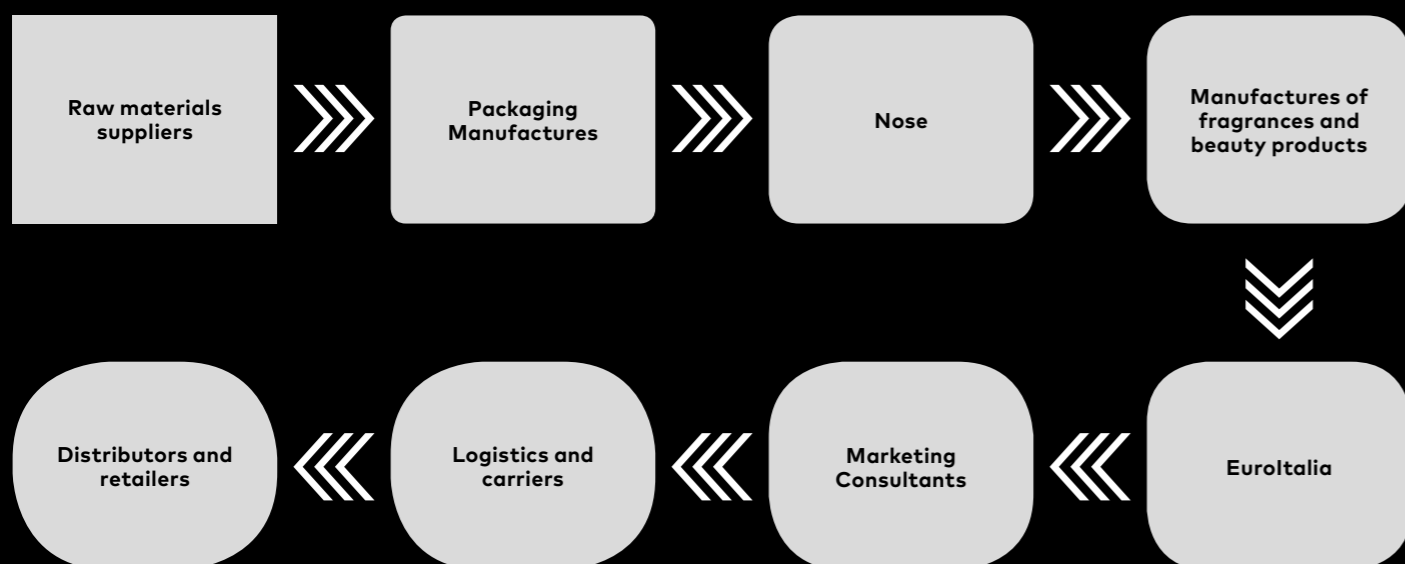 Raw materials
suppliers
Packaging
Manufactures
Nose
Manufactures of
fragrances and
beauty products
EuroItalia
Marketing
Consultants
Logistics and
carriers
Distributors and
retailers